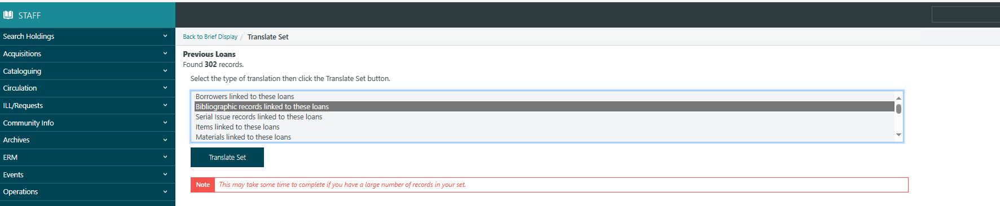 STAFF
Search Holdings
Acquisitions
Cataloguing
Circulation
ILL/Requests
Community Info
Archives
ERM
Events
Operations
Back to Brief Display / Translate Set
Previous Loans
Found 302 records.
Select the type of translation then click the Translate Set button.
Borrowers linked to these loans
Bibliographic records linked to these loans
Serial Issue records linked to these loans
Items linked to these loans
Materials linked to these loans
Translate Set
Note This may take some time to complete if you have a large number of records in your set.